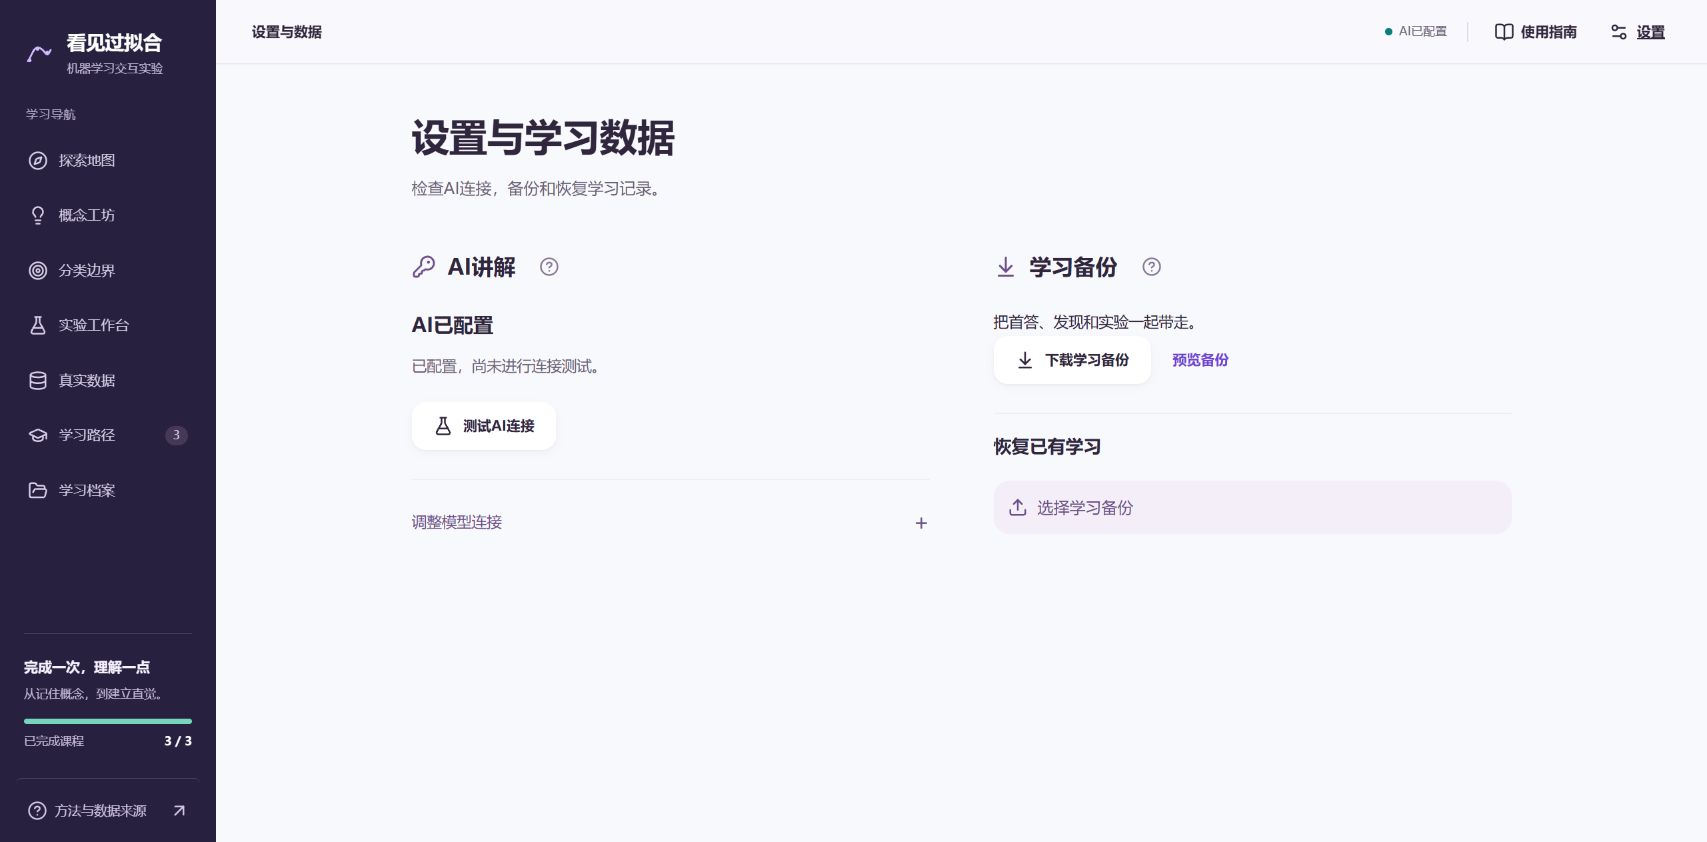 看见过拟合
机器学习交互实验
学习导航
探索地图
概念工坊
分类边界
实验工作台
真实数据
学习路径 3
学习档案
完成一次，理解一点
从记住概念，到建立直觉。
已完成课程 3 / 3
方法与数据来源
设置与数据
AI已配置
使用指南
设置
设置与学习数据
检查AI连接，备份和恢复学习记录。
AI讲解
AI已配置
已配置，尚未进行连接测试。
测试AI连接
调整模型连接 +
学习备份
把首答、发现和实验一起带走。
下载学习备份 预览备份
恢复已有学习
选择学习备份